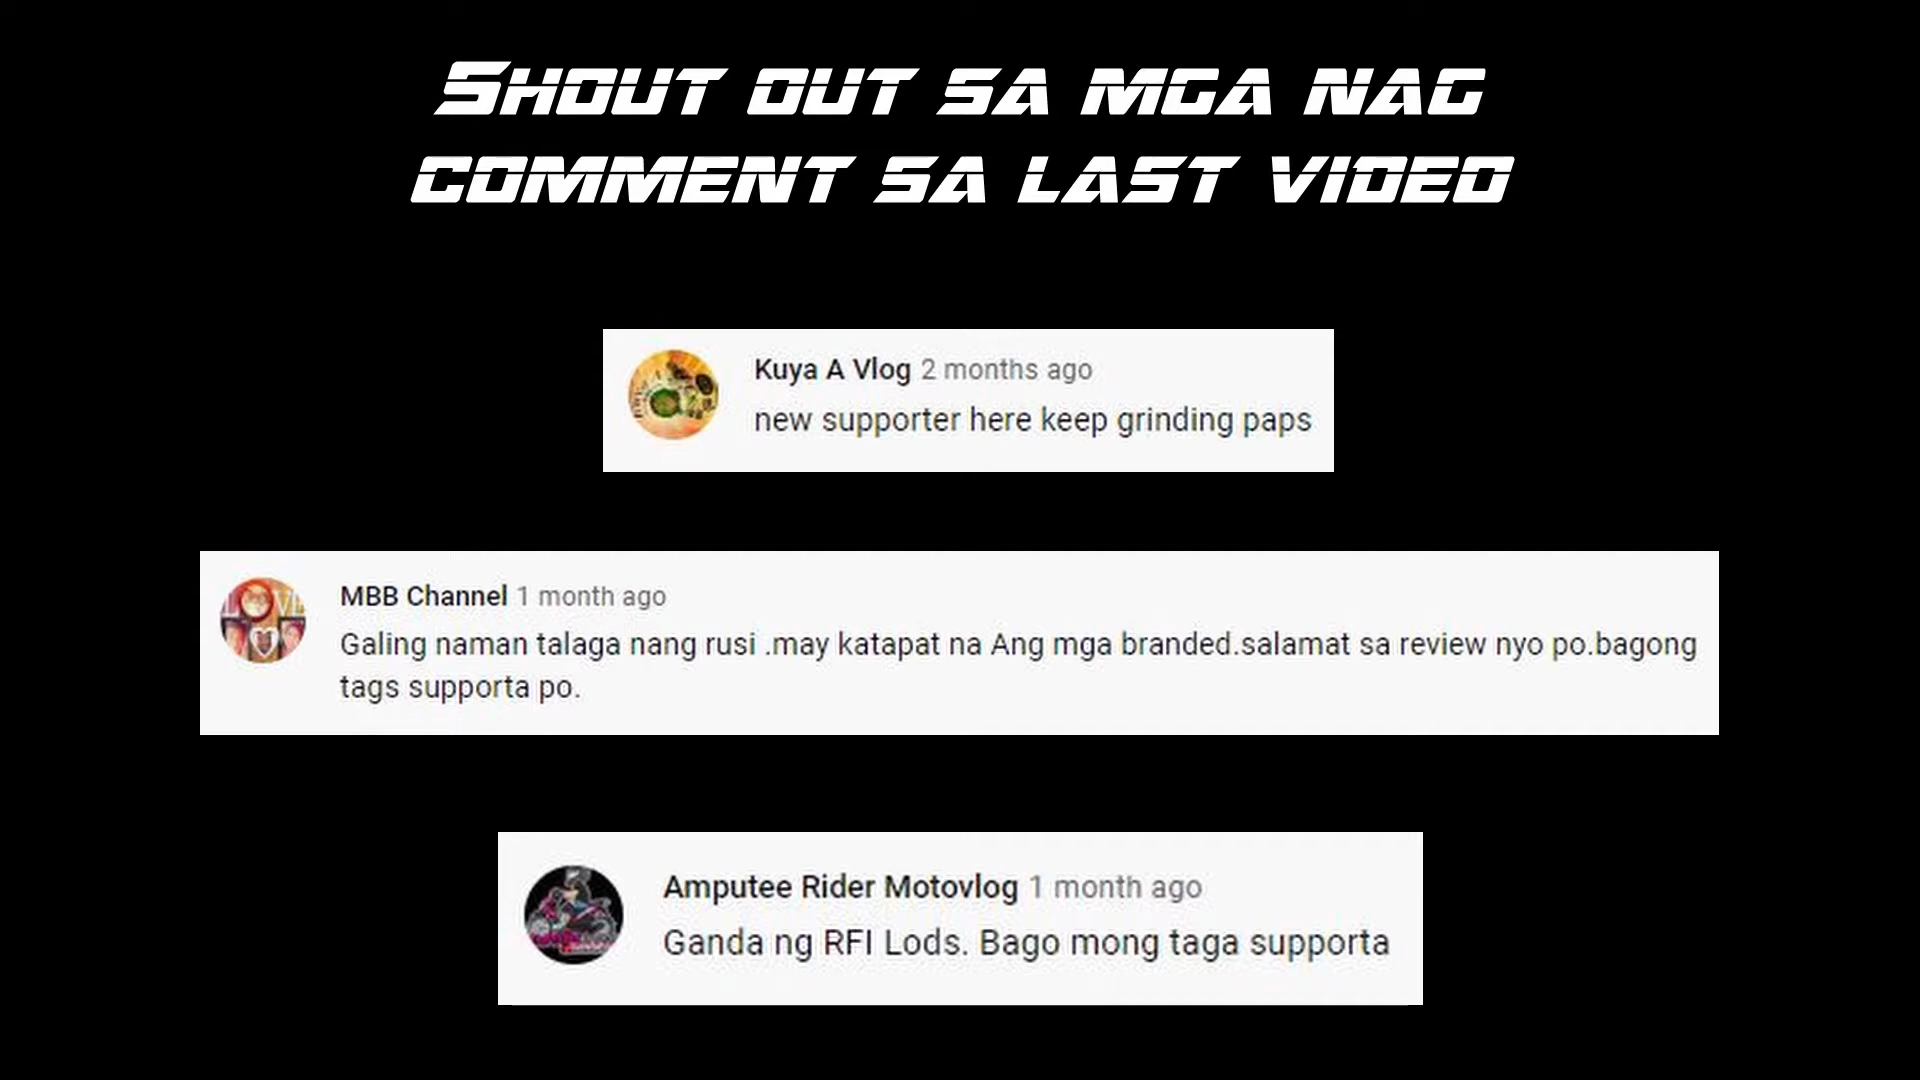 Shout out sa mga nag
comment sa last video
Kuya A Vlog 2 months ago
new supporter here keep grinding paps
MBB Channel 1 month ago
Galing naman talaga nang rusi .may katapat na Ang mga branded.salamat sa review nyo po.bagong
tags supporta po.
Amputee Rider Motovlog 1 month ago
Ganda ng RFI Lods. Bago mong taga supporta